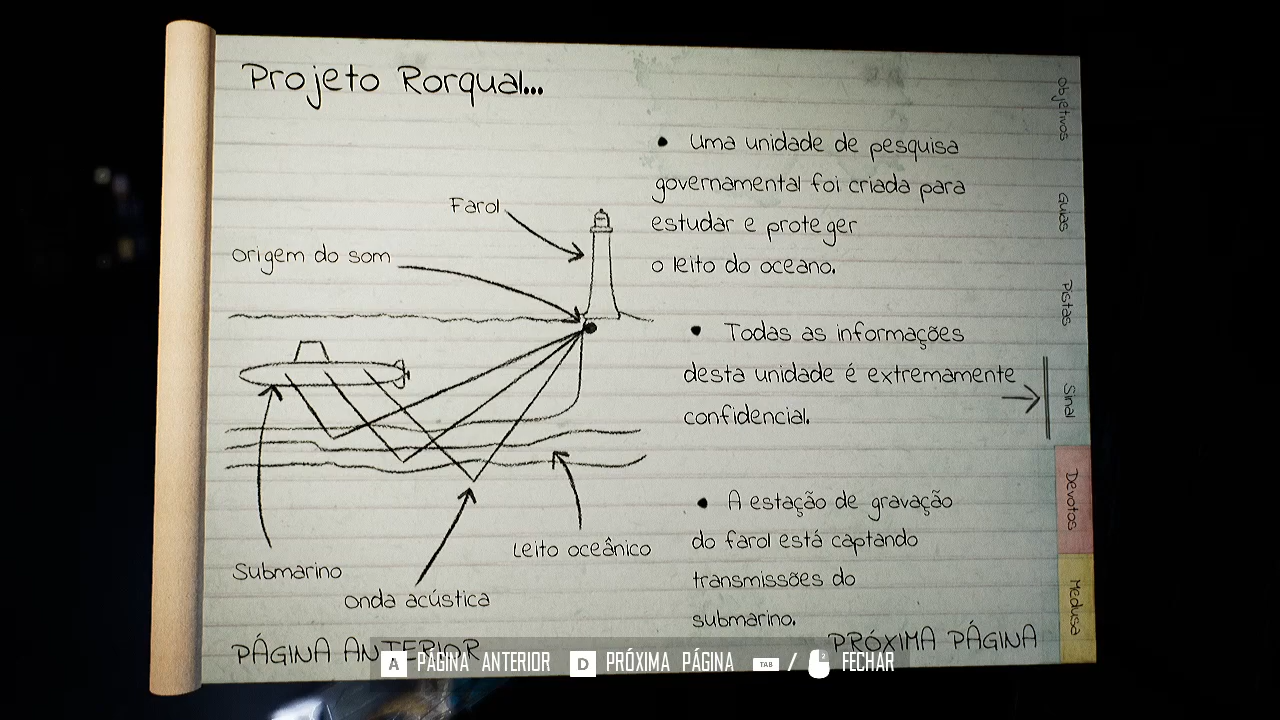 Projeto Rorqual...
Farol
origem do som
Submarino
onda acústica
Leito oceânico
• Uma unidade de pesquisa
governamental foi criada para
estudar e proteger
o leito do oceano.
• Todas as informações
desta unidade é extremamente
confidencial.
• A estação de gravação
do farol está captando
transmissões do
submarino.
Objetivos
Guias
Pistas
Sinal
Devotos
Medusa
PÁGINA ANTERIOR
PRÓXIMA PÁGINA
A PÁGINA ANTERIOR D PRÓXIMA PÁGINA TAB / 2 FECHAR